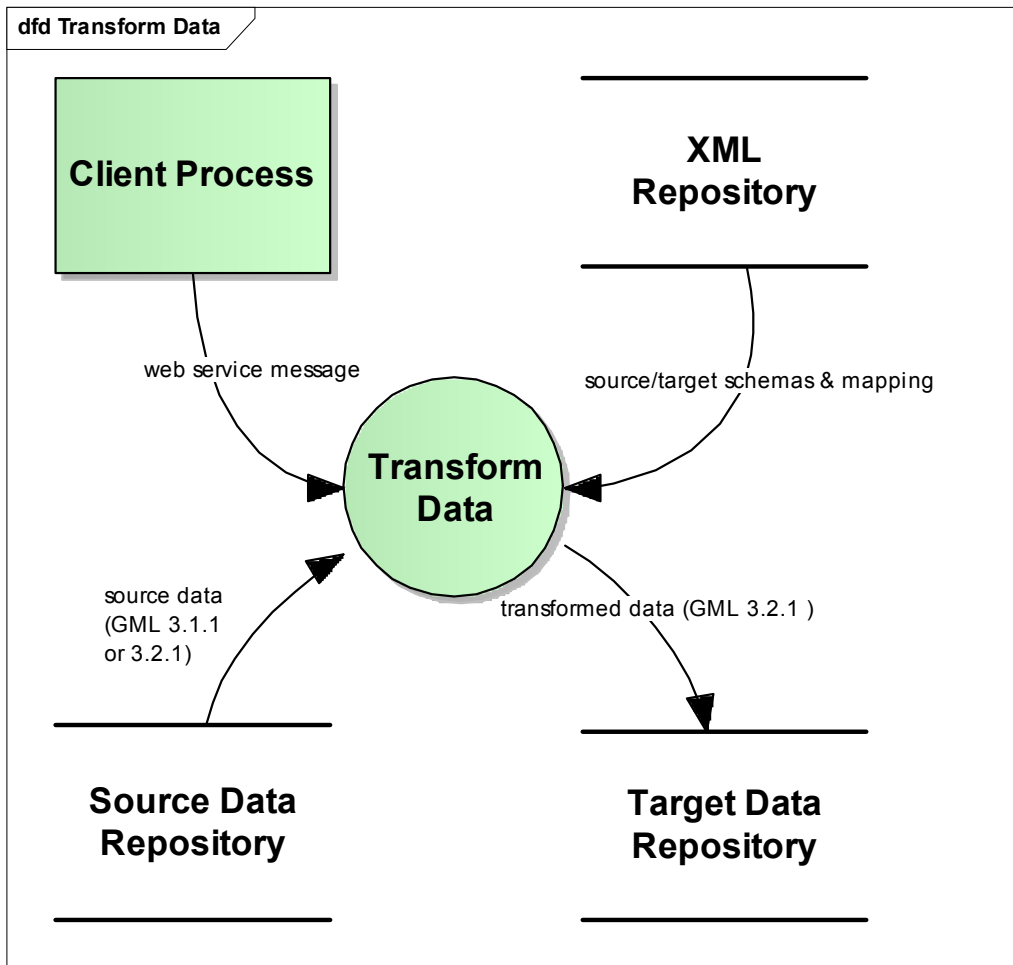 dfd Transform Data
Client Process
XML
Repository
web service message
source/target schemas & mapping
Transform
Data
source data
(GML 3.1.1
or 3.2.1)
transformed data (GML 3.2.1 )
Source Data
Repository
Target Data
Repository